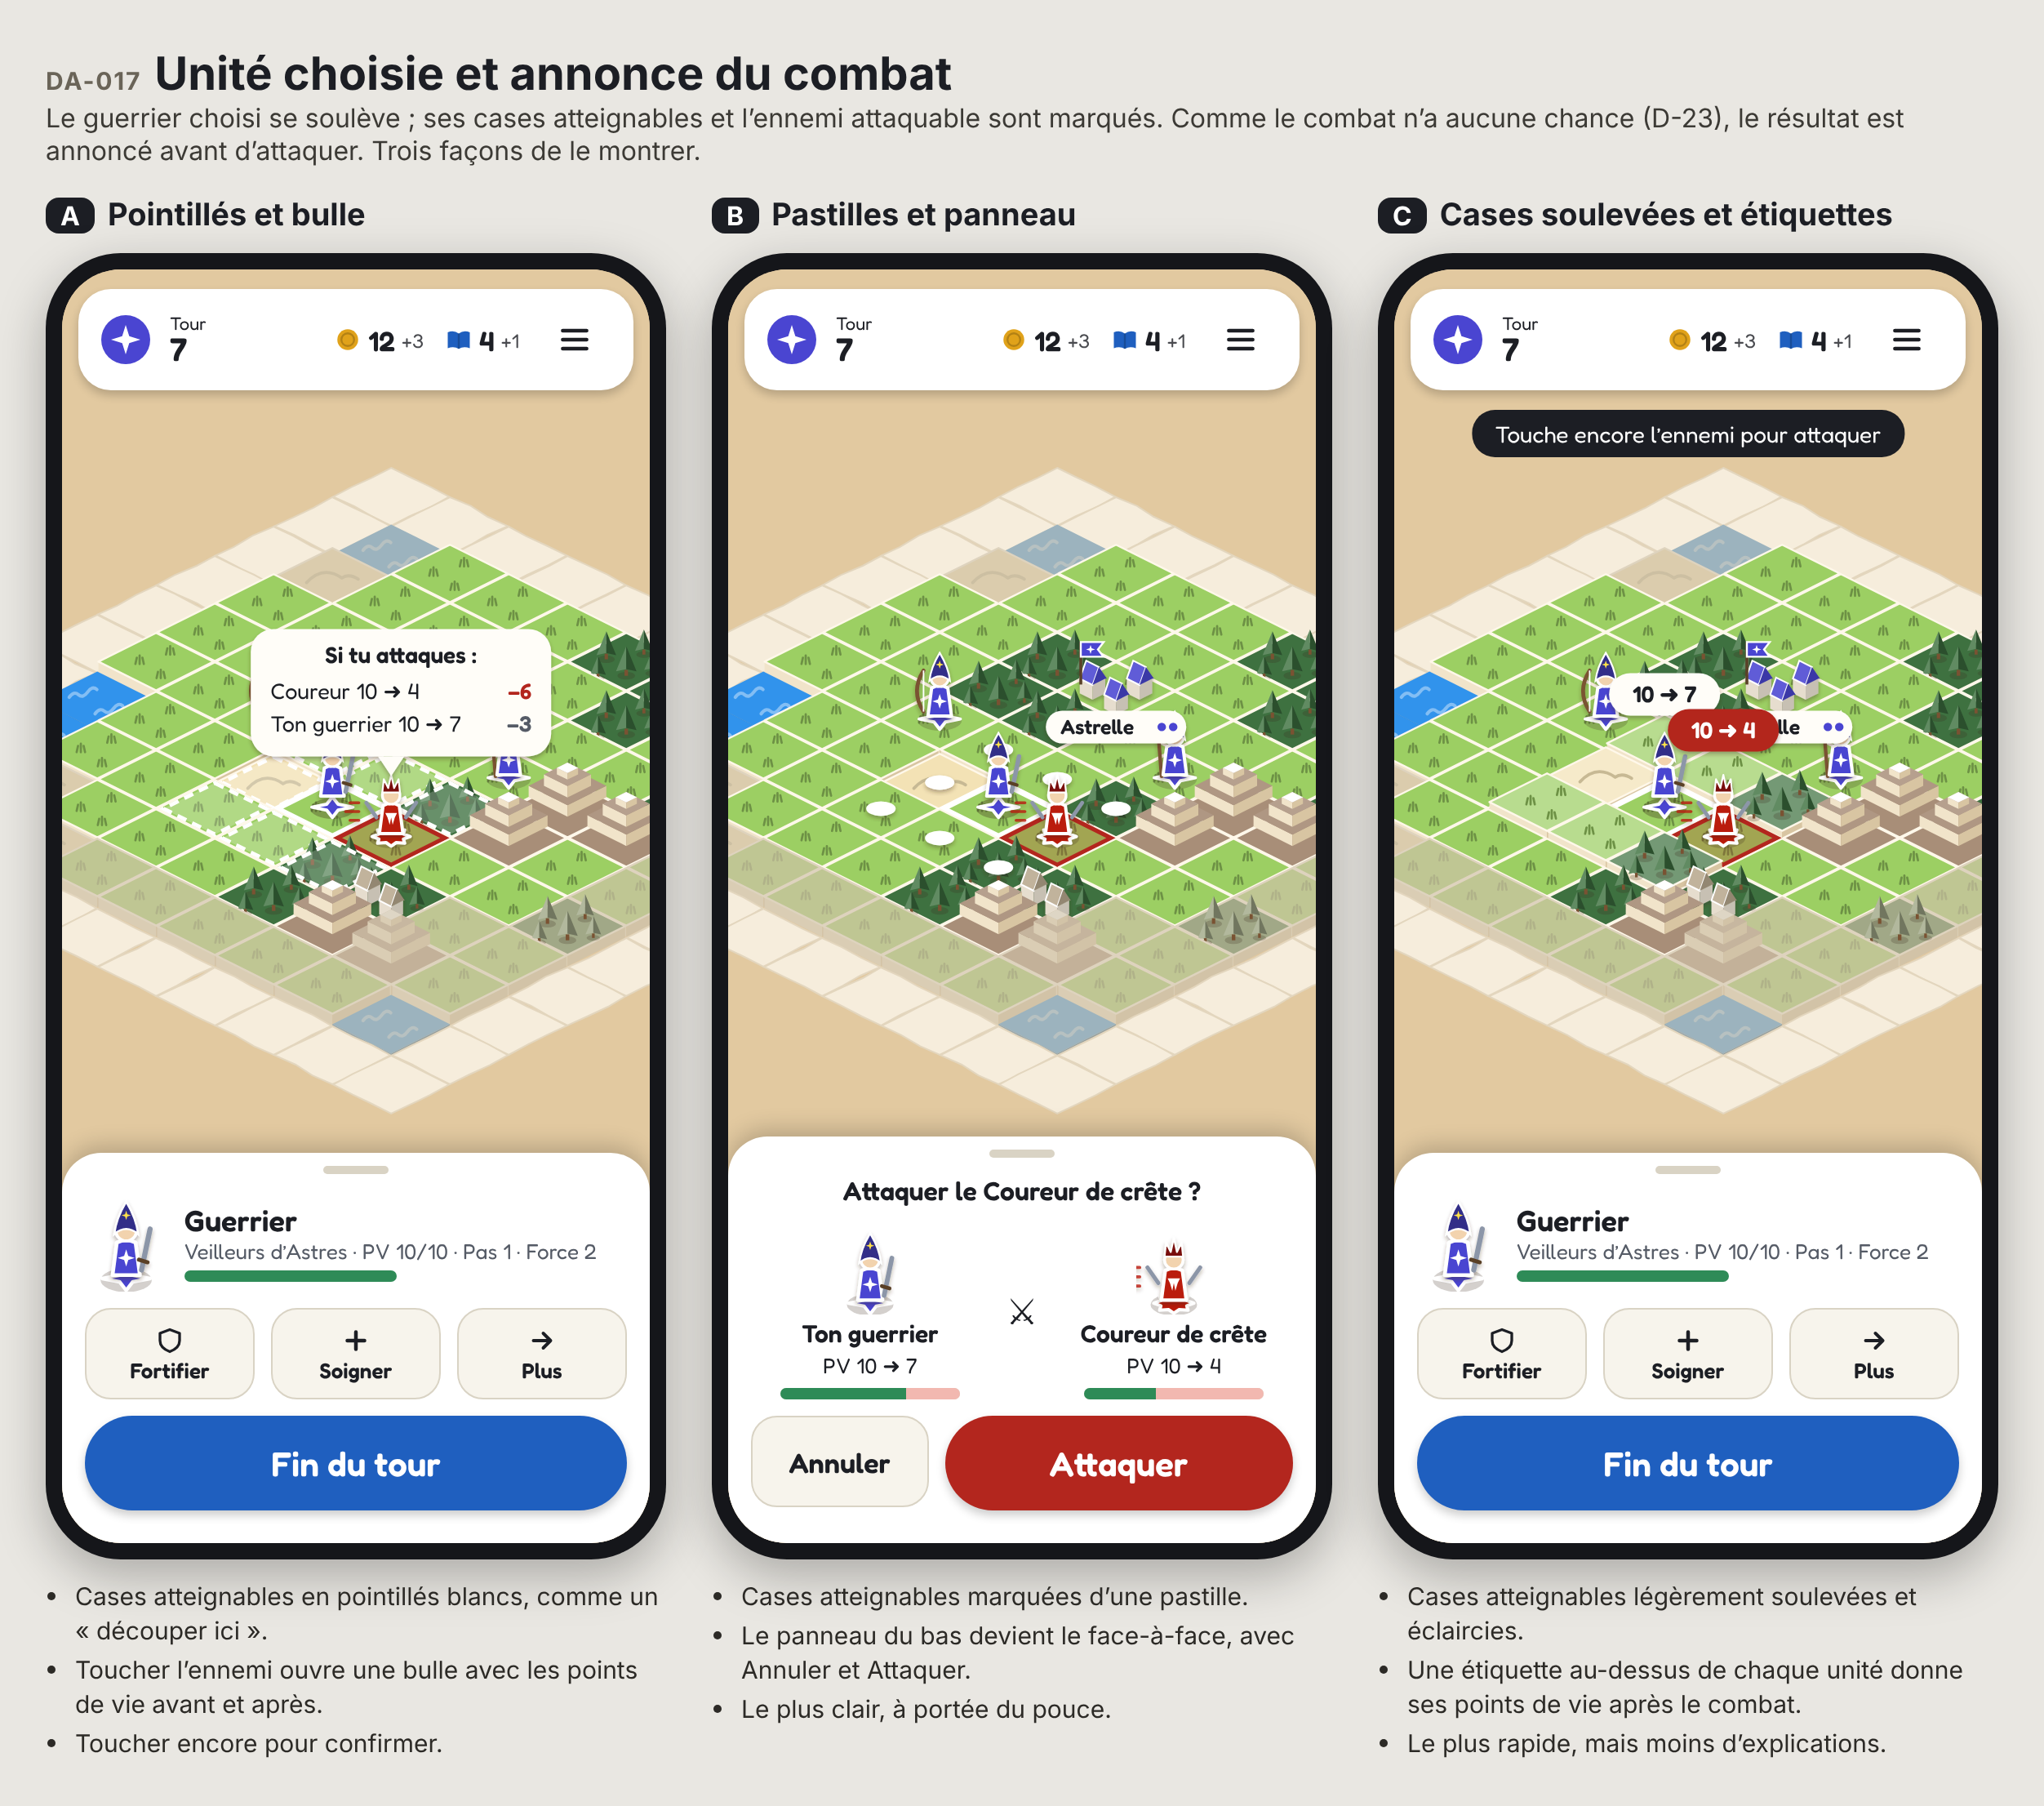 DA-017 Unité choisie et annonce du combat
Le guerrier choisi se soulève ; ses cases atteignables et l’ennemi attaquable sont marqués. Comme le combat n’a aucune chance (D-23), le résultat est
annoncé avant d’attaquer. Trois façons de le montrer.
A Pointillés et bulle
Tour
7
12 +3
4 +1
Si tu attaques :
Coureur 10 → 4 −6
Ton guerrier 10 → 7 −3
Guerrier
Veilleurs d’Astres · PV 10/10 · Pas 1 · Force 2
Fortifier
Soigner
Plus
Fin du tour
• Cases atteignables en pointillés blancs, comme un
« découper ici ».
• Toucher l’ennemi ouvre une bulle avec les points
de vie avant et après.
• Toucher encore pour confirmer.
B Pastilles et panneau
Tour
7
12 +3
4 +1
Astrelle
Attaquer le Coureur de crête ?
Ton guerrier
PV 10 → 7
Coureur de crête
PV 10 → 4
Annuler
Attaquer
• Cases atteignables marquées d’une pastille.
• Le panneau du bas devient le face-à-face, avec
Annuler et Attaquer.
• Le plus clair, à portée du pouce.
C Cases soulevées et étiquettes
Tour
7
12 +3
4 +1
Touche encore l’ennemi pour attaquer
10 → 7
10 → 4
lle
Guerrier
Veilleurs d’Astres · PV 10/10 · Pas 1 · Force 2
Fortifier
Soigner
Plus
Fin du tour
• Cases atteignables légèrement soulevées et
éclaircies.
• Une étiquette au-dessus de chaque unité donne
ses points de vie après le combat.
• Le plus rapide, mais moins d’explications.